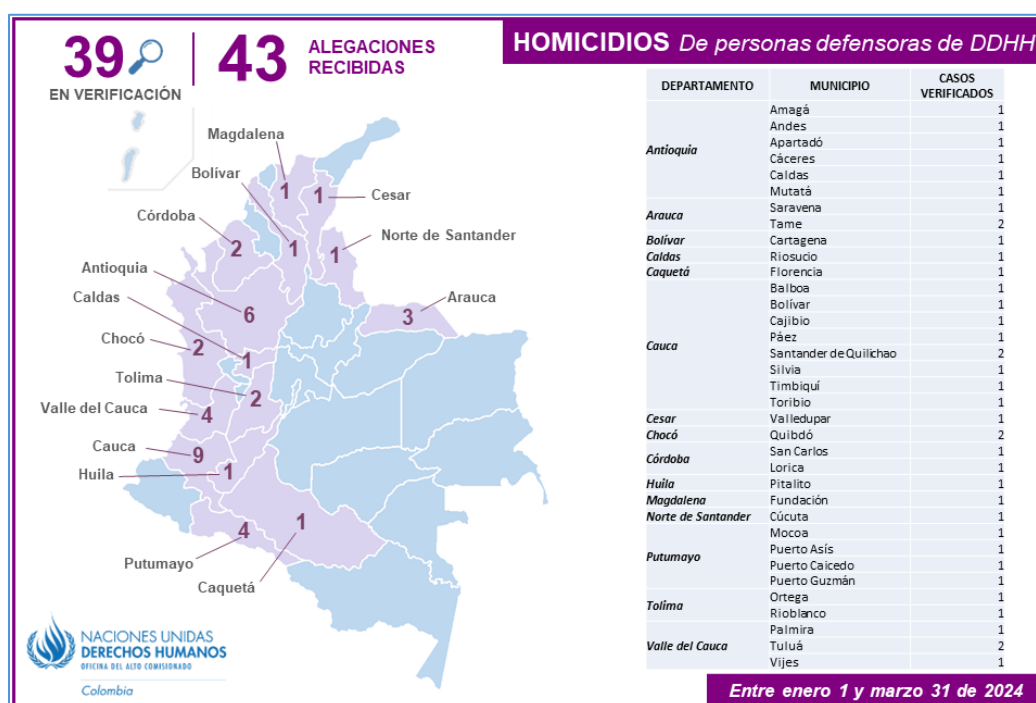 39
EN VERIFICACIÓN
43
ALEGACIONES
RECIBIDAS
HOMICIDIOS De personas defensoras de DDHH
Magdalena
1
Bolívar
1
Cesar
1
Córdoba
2
Norte de Santander
1
Antioquia
6
Arauca
3
Caldas
1
Chocó
2
Tolima
2
Valle del Cauca
4
Cauca
9
Huila
1
Putumayo
4
Caquetá
1
NACIONES UNIDAS
DERECHOS HUMANOS
OFICINA DEL ALTO COMISIONADO
Colombia
DEPARTAMENTO MUNICIPIO CASOS VERIFICADOS
Antioquia Amagá 1
Andes 1
Apartadó 1
Cáceres 1
Caldas 1
Mutatá 1
Arauca Saravena 1
Tame 2
Bolívar Cartagena 1
Caldas Riosucio 1
Caquetá Florencia 1
Cauca Balboa 1
Bolívar 1
Cajibio 1
Páez 1
Santander de Quilichao 2
Silvia 1
Timbiquí 1
Toribio 1
Cesar Valledupar 1
Chocó Quibdó 2
Córdoba San Carlos 1
Lorica 1
Huila Pitalito 1
Magdalena Fundación 1
Norte de Santander Cúcuta 1
Putumayo Mocoa 1
Puerto Asís 1
Puerto Caicedo 1
Puerto Guzmán 1
Tolima Ortega 1
Rioblanco 1
Valle del Cauca Palmira 1
Tuluá 2
Vijes 1
Entre enero 1 y marzo 31 de 2024